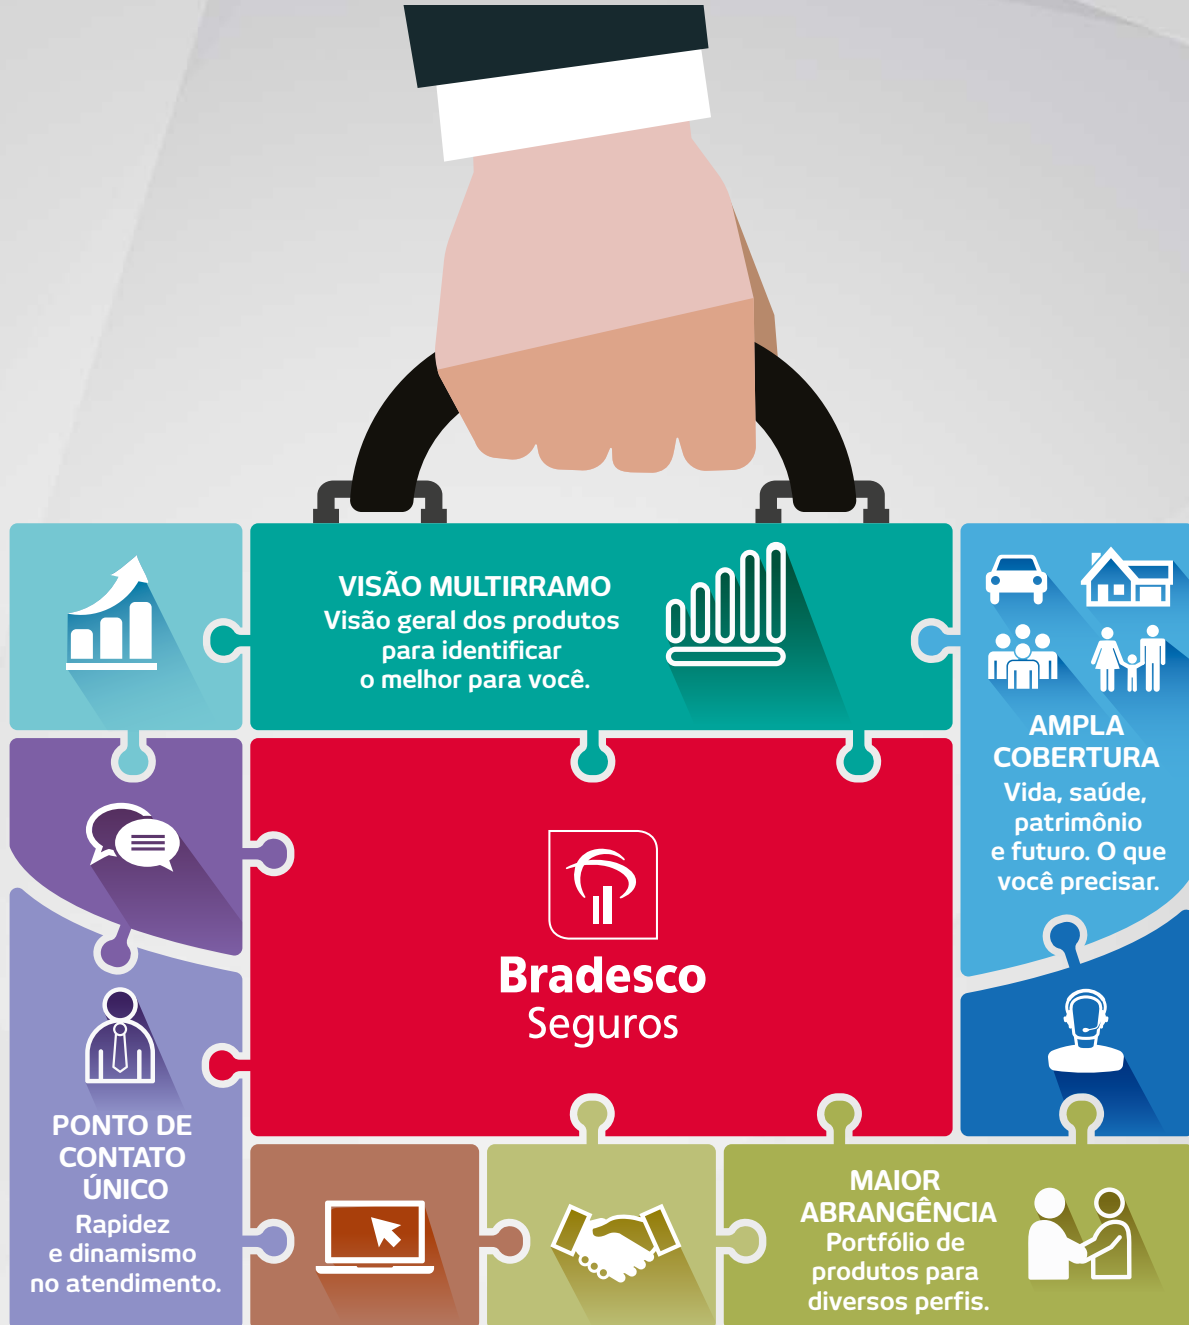 VISÃO MULTIRRAMO
Visão geral dos produtos
para identificar
o melhor para você.
AMPLA
COBERTURA
Vida, saúde,
patrimônio
e futuro. O que
você precisar.
Bradesco
Seguros
PONTO DE
CONTATO
ÚNICO
Rapidez
e dinamismo
no atendimento.
MAIOR
ABRANGÊNCIA
Portfólio de
produtos para
diversos perfis.